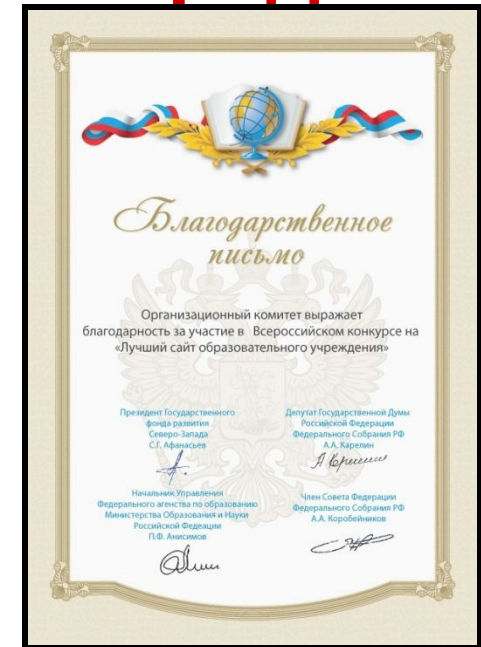 Благодарственное
письмо
Организационный комитет выражает
благодарность за участие в Всероссийском конкурсе на
«Лучший сайт образовательного учреждения»
Президент Государственного
фонда развития
Северо-Запада
С.Г. Афанасьев
Депутат Государственной Думы
Российской Федерации
Федерального Собрания РФ
А.А. Карелин
Начальник Управления
Федерального агенства по образованию
Министерства Образования и Науки
Российской Федеации
П.Ф. Анисимов
Член Совета Федерации
Федерального Собрания РФ
А.А. Коробейников